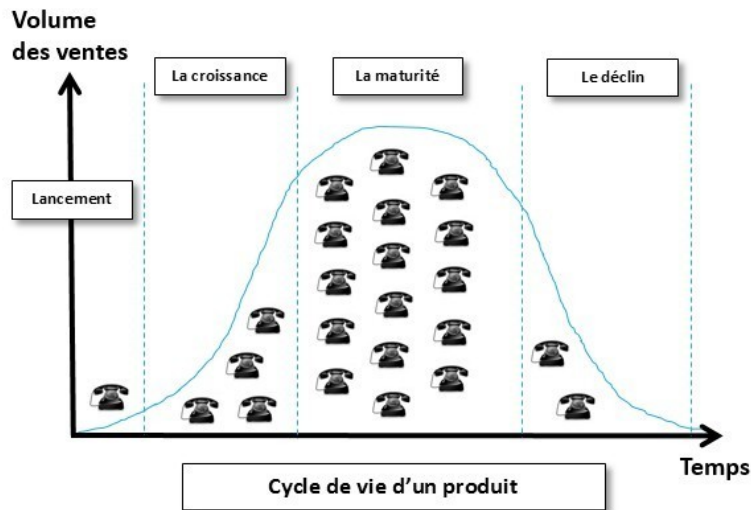 Volume
des ventes
La croissance
La maturité
Le déclin
Lancement
Temps
Cycle de vie d’un produit